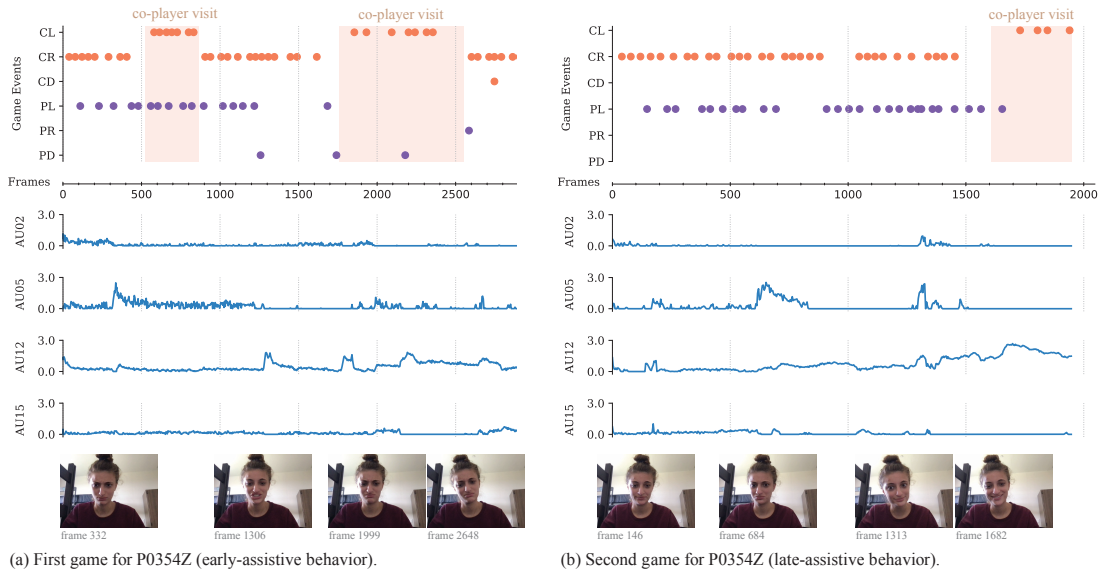 co-player visit
co-player visit
Game Events
CL
CR
CD
PL
PR
PD
Frames
0
500
1000
1500
2000
2500
AU02
3.0
0.0
AU05
3.0
0.0
AU12
3.0
0.0
AU15
3.0
0.0
frame 332
frame 1306
frame 1999
frame 2648
(a) First game for P0354Z (early-assistive behavior).
co-player visit
Game Events
CL
CR
CD
PL
PR
PD
Frames
0
500
1000
1500
2000
AU02
3.0
0.0
AU05
3.0
0.0
AU12
3.0
0.0
AU15
3.0
0.0
frame 146
frame 684
frame 1313
frame 1682
(b) Second game for P0354Z (late-assistive behavior).